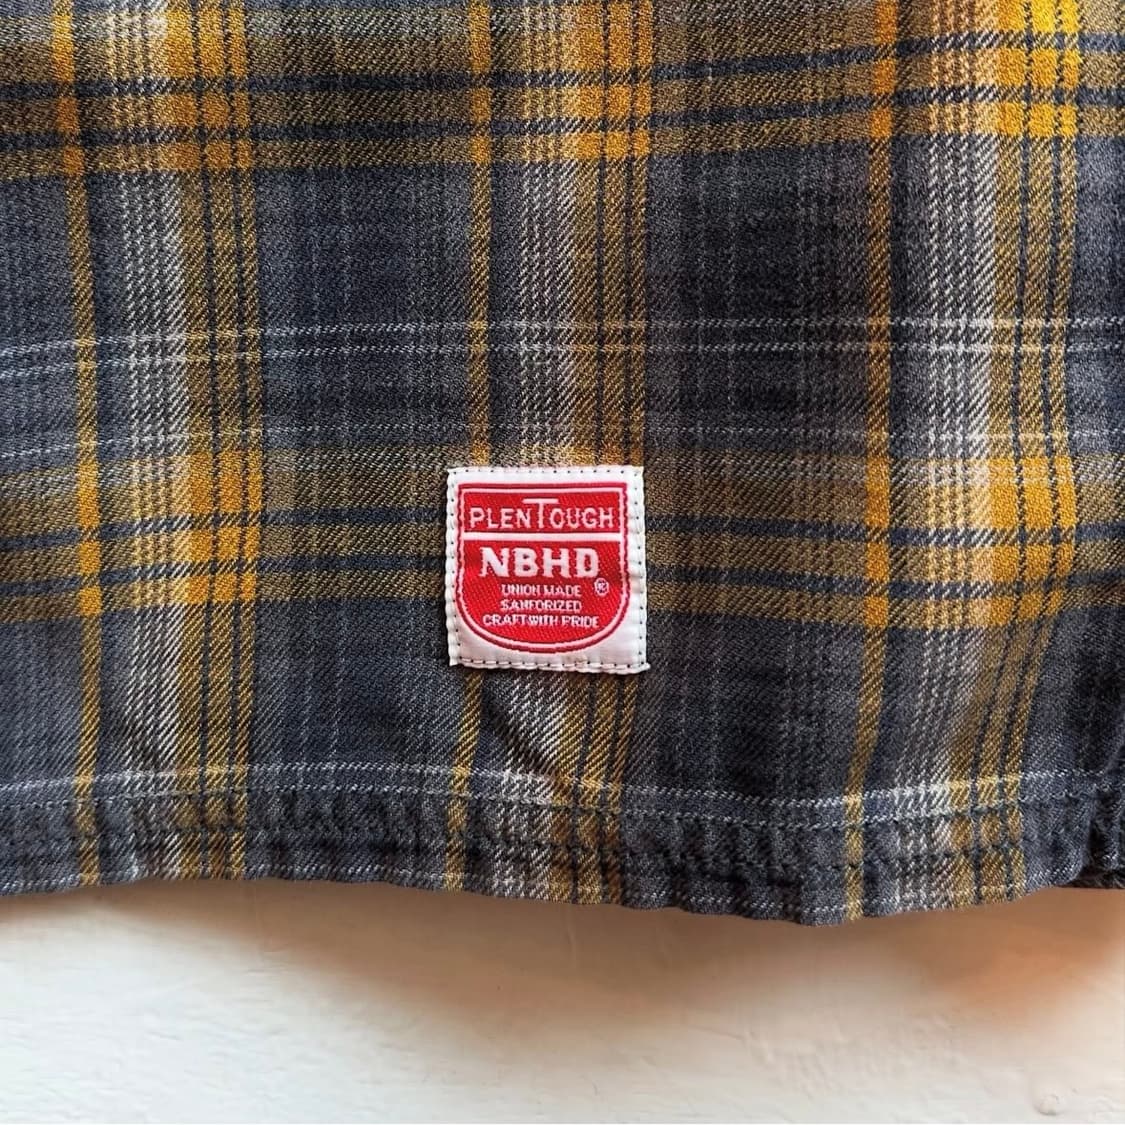 PLENTOUGH
NBHD
®
UNION MADE
SANFORIZED
CRAFT WITH PRIDE